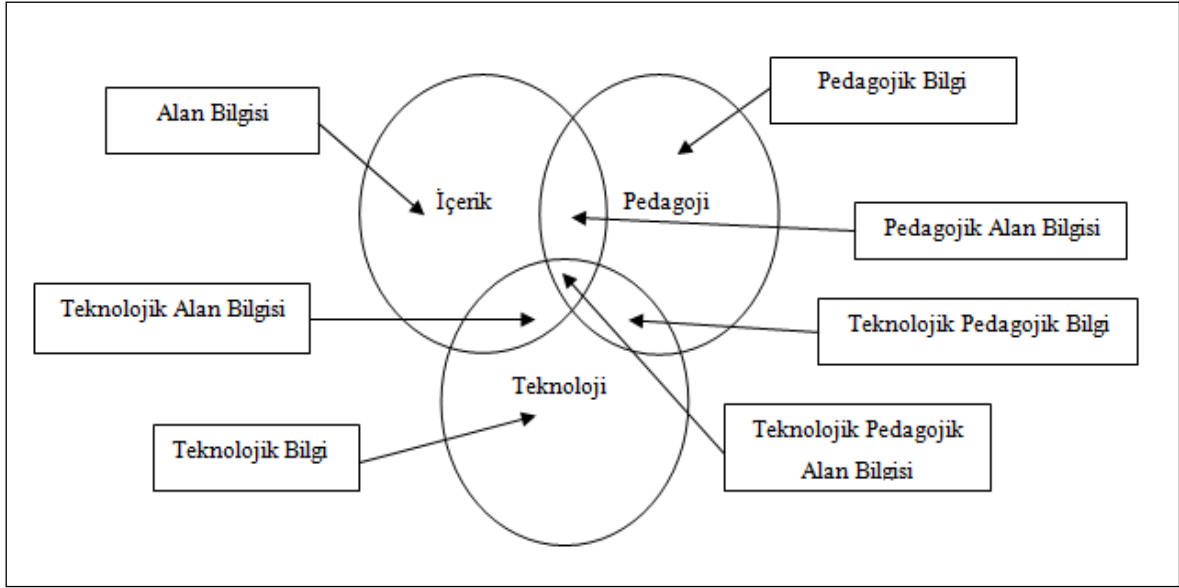 Pedagojik Bilgi
Alan Bilgisi
İçerik
Pedagoji
Pedagojik Alan Bilgisi
Teknolojik Alan Bilgisi
Teknolojik Pedagojik Bilgi
Teknoloji
Teknolojik Bilgi
Teknolojik Pedagojik
Alan Bilgisi